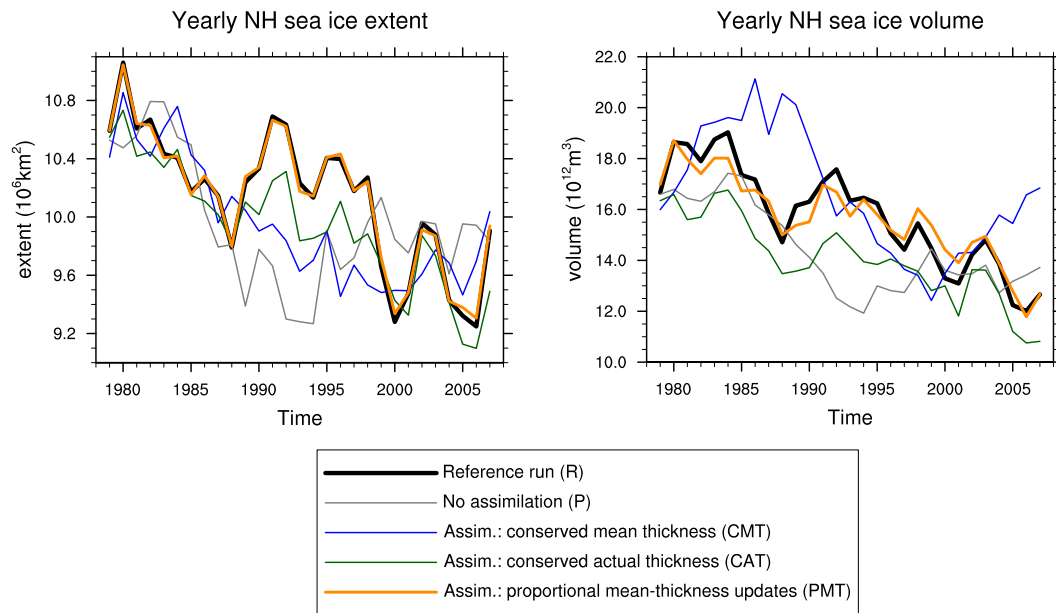 Yearly NH sea ice extent
Yearly NH sea ice volume
extent (10⁶km²)
10.8
10.4
10.0
9.6
9.2
1980 1985 1990 1995 2000 2005
Time
volume (10¹²m³)
22.0
20.0
18.0
16.0
14.0
12.0
10.0
1980 1985 1990 1995 2000 2005
Time
Reference run (R)
No assimilation (P)
Assim.: conserved mean thickness (CMT)
Assim.: conserved actual thickness (CAT)
Assim.: proportional mean-thickness updates (PMT)